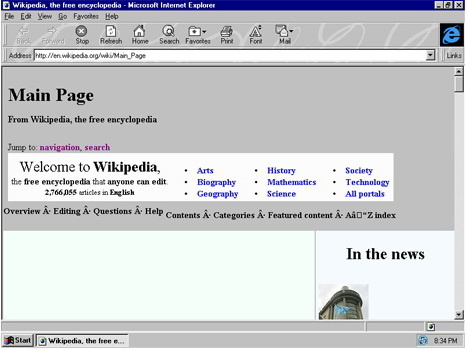 Wikipedia, the free encyclopedia - Microsoft Internet Explorer
File Edit View Go Favorites Help
Back Forward Stop Refresh Home Search Favorites Print Font Mail
Address http://en.wikipedia.org/wiki/Main_Page Links
Main Page
From Wikipedia, the free encyclopedia
Jump to: navigation, search
Welcome to Wikipedia,
the free encyclopedia that anyone can edit.
2,766,055 articles in English
• Arts • History • Society
• Biography • Mathematics • Technology
• Geography • Science • All portals
Overview Â· Editing Â· Questions Â· Help
Contents Â· Categories Â· Featured content Â· Aâ€“Z index
In the news
Start Wikipedia, the free e... 8:34 PM